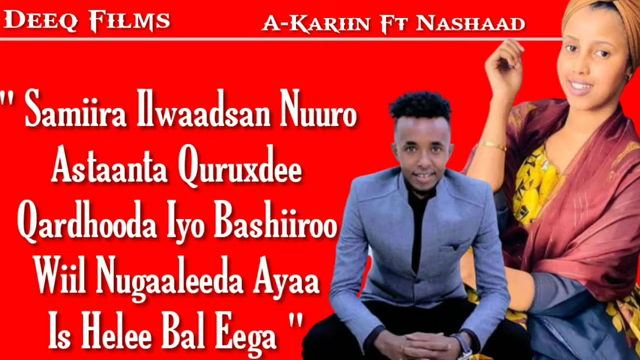 Deeq Films
A-Kariin Ft Nashaad
" Samiira Ilwaadsan Nuuro
Astaanta Quruxdee
Qardhooda Iyo Bashiiroo
Wiil Nugaaleeda Ayaa
Is Helee Bal Eega "